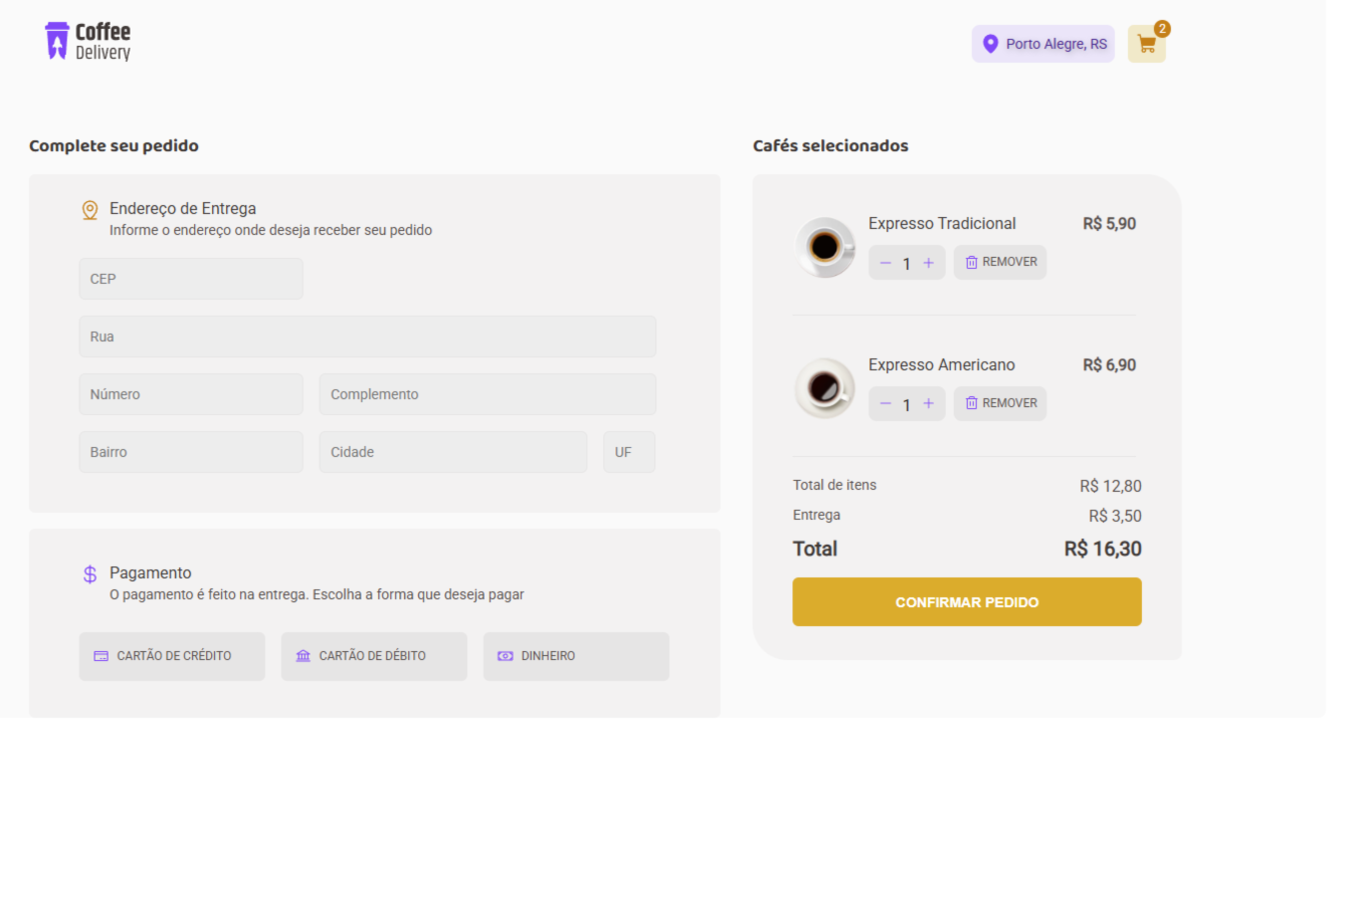 Coffee
Delivery
Porto Alegre, RS
2
Complete seu pedido
Endereço de Entrega
Informe o endereço onde deseja receber seu pedido
CEP
Rua
Número
Complemento
Bairro
Cidade
UF
Pagamento
O pagamento é feito na entrega. Escolha a forma que deseja pagar
CARTÃO DE CRÉDITO
CARTÃO DE DÉBITO
DINHEIRO
Cafés selecionados
Expresso Tradicional
R$ 5,90
− 1 +
REMOVER
Expresso Americano
R$ 6,90
− 1 +
REMOVER
Total de itens
R$ 12,80
Entrega
R$ 3,50
Total
R$ 16,30
CONFIRMAR PEDIDO